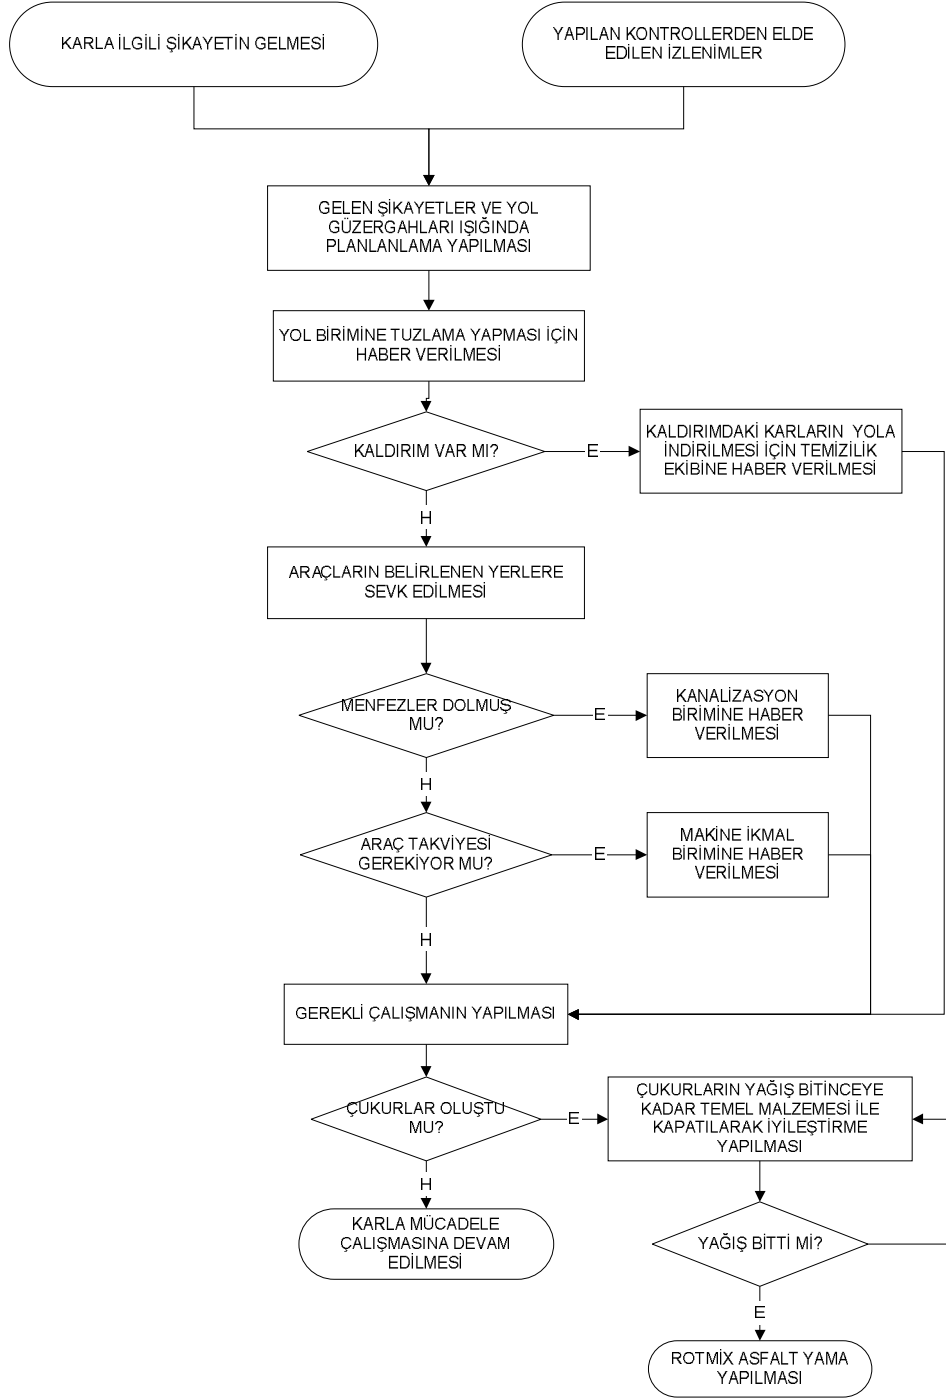 KARLA İLGİLİ ŞİKAYETİN GELMESİ
YAPILAN KONTROLLERDEN ELDE
EDİLEN İZLENİMLER
GELEN ŞİKAYETLER VE YOL
GÜZERGAHLARI IŞIĞINDA
PLANLANLAMA YAPILMASI
YOL BİRİMİNE TUZLAMA YAPMASI İÇİN
HABER VERİLMESİ
KALDIRIM VAR MI?
E
KALDIRIMDAKİ KARLARIN YOLA
İNDİRİLMESİ İÇİN TEMİZİLİK
EKİBİNE HABER VERİLMESİ
H
ARAÇLARIN BELİRLENEN YERLERE
SEVK EDİLMESİ
MENFEZLER DOLMUŞ
MU?
E
KANALİZASYON
BİRİMİNE HABER
VERİLMESİ
H
ARAÇ TAKVİYESİ
GEREKİYOR MU?
E
MAKİNE İKMAL
BİRİMİNE HABER
VERİLMESİ
H
GEREKLİ ÇALIŞMANIN YAPILMASI
ÇUKURLAR OLUŞTU
MU?
E
ÇUKURLARIN YAĞIŞ BİTİNCEYE
KADAR TEMEL MALZEMESİ İLE
KAPATILARAK İYİLEŞTİRME
YAPILMASI
H
KARLA MÜCADELE
ÇALIŞMASINA DEVAM
EDİLMESİ
YAĞIŞ BİTTİ Mİ?
E
ROTMİX ASFALT YAMA
YAPILMASI